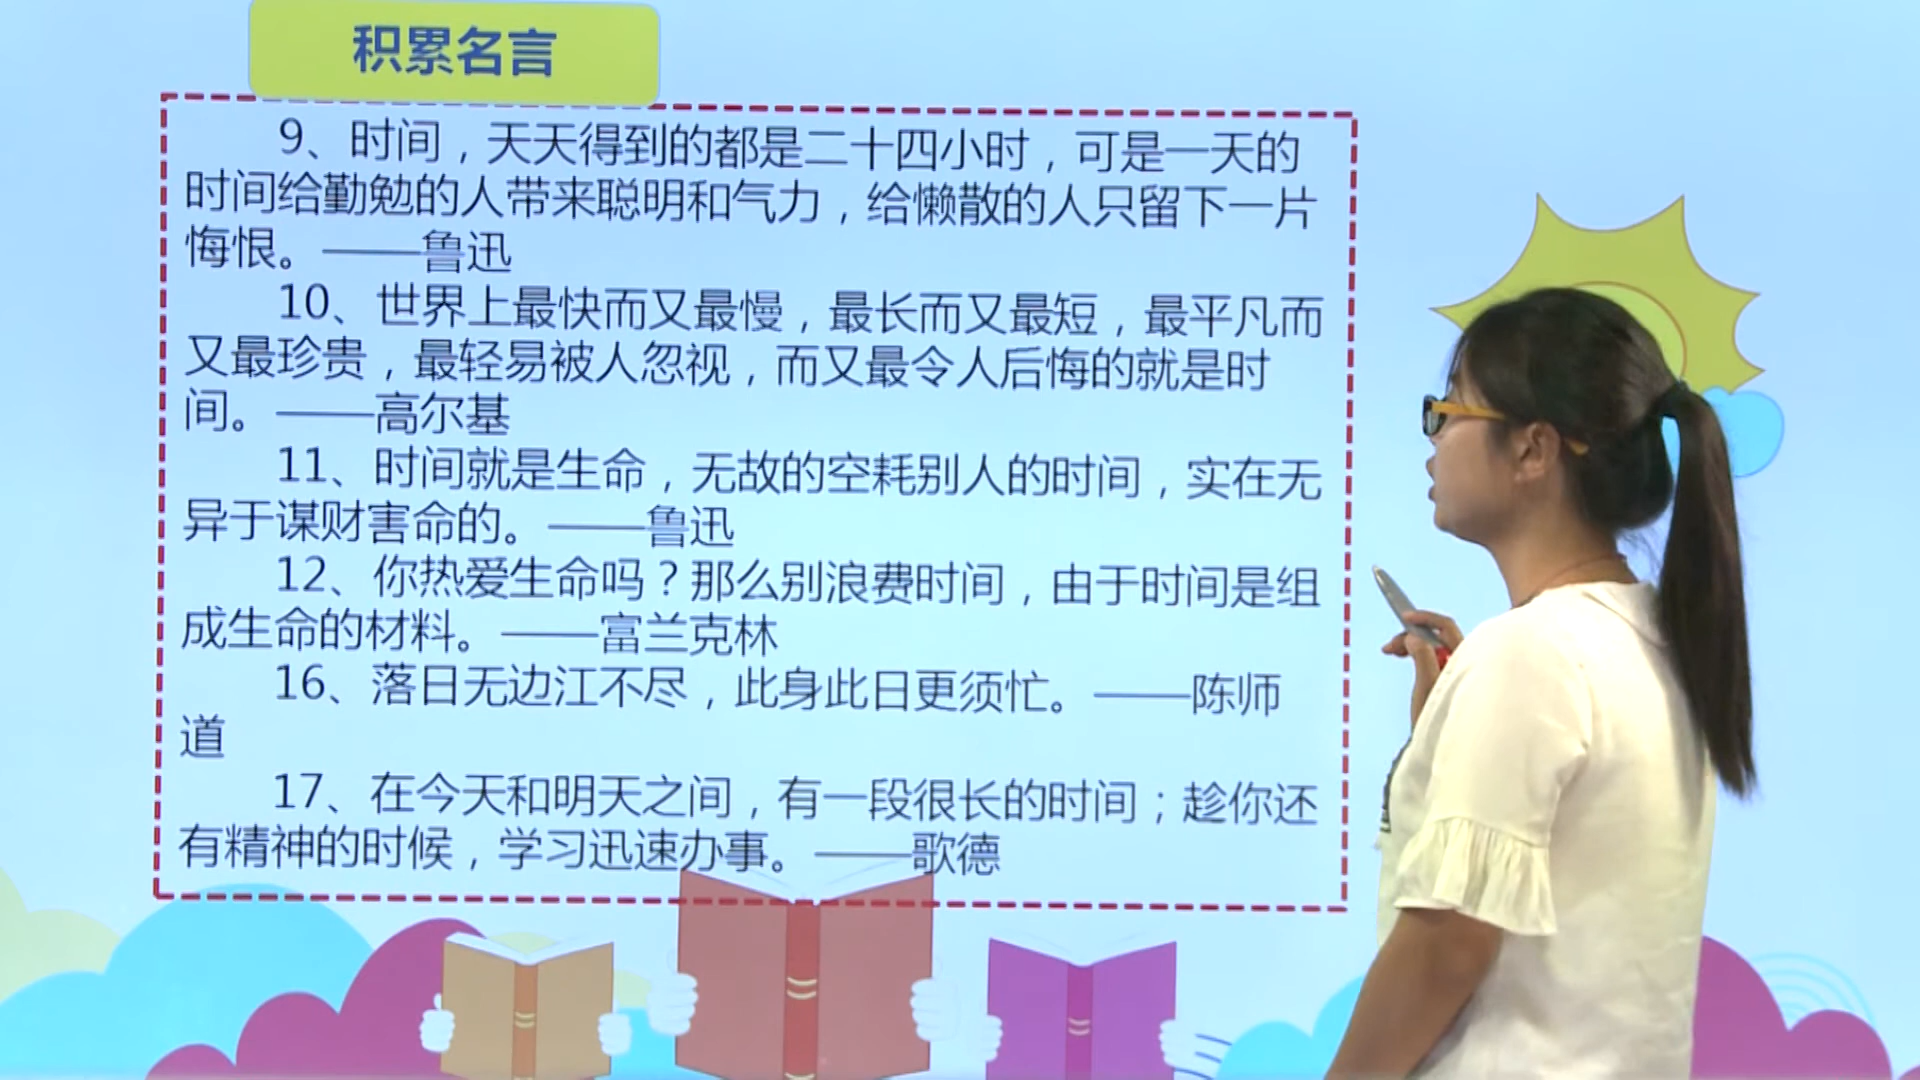 积累名言
9、时间，天天得到的都是二十四小时，可是一天的
时间给勤勉的人带来聪明和气力，给懒散的人只留下一片
悔恨。——鲁迅
10、世界上最快而又最慢，最长而又最短，最平凡而
又最珍贵，最轻易被人忽视，而又最令人后悔的就是时
间。——高尔基
11、时间就是生命，无故的空耗别人的时间，实在无
异于谋财害命的。——鲁迅
12、你热爱生命吗？那么别浪费时间，由于时间是组
成生命的材料。——富兰克林
16、落日无边江不尽，此身此日更须忙。——陈师
道
17、在今天和明天之间，有一段很长的时间；趁你还
有精神的时候，学习迅速办事。——歌德